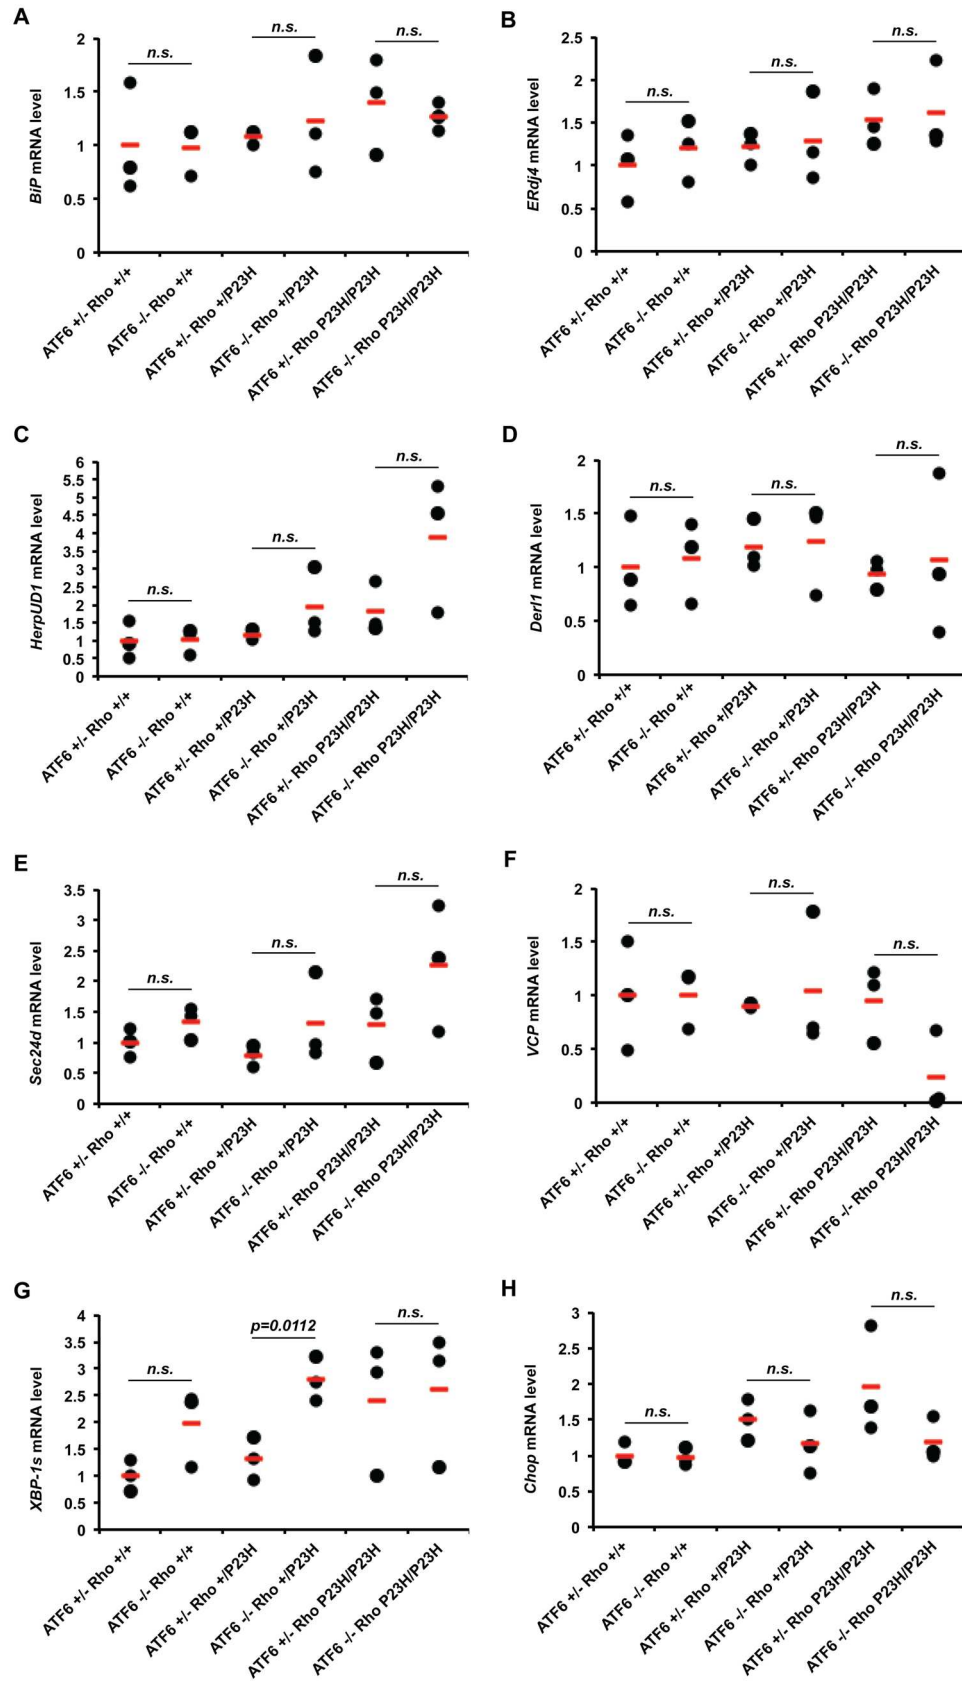 A
BiP mRNA level
2
1.5
1
0.5
0
n.s.
n.s.
n.s.
ATF6 +/- Rho +/+
ATF6 -/- Rho +/+
ATF6 +/- Rho +/P23H
ATF6 -/- Rho +/P23H
ATF6 +/- Rho P23H/P23H
ATF6 -/- Rho P23H/P23H
B
ERdj4 mRNA level
2.5
2
1.5
1
0.5
0
n.s.
n.s.
n.s.
ATF6 +/- Rho +/+
ATF6 -/- Rho +/+
ATF6 +/- Rho +/P23H
ATF6 -/- Rho +/P23H
ATF6 +/- Rho P23H/P23H
ATF6 -/- Rho P23H/P23H
C
HerpUD1 mRNA level
6
5.5
5
4.5
4
3.5
3
2.5
2
1.5
1
0.5
0
n.s.
n.s.
n.s.
ATF6 +/- Rho +/+
ATF6 -/- Rho +/+
ATF6 +/- Rho +/P23H
ATF6 -/- Rho +/P23H
ATF6 +/- Rho P23H/P23H
ATF6 -/- Rho P23H/P23H
D
Derl1 mRNA level
2
1.5
1
0.5
0
n.s.
n.s.
n.s.
ATF6 +/- Rho +/+
ATF6 -/- Rho +/+
ATF6 +/- Rho +/P23H
ATF6 -/- Rho +/P23H
ATF6 +/- Rho P23H/P23H
ATF6 -/- Rho P23H/P23H
E
Sec24d mRNA level
3.5
3
2.5
2
1.5
1
0.5
0
n.s.
n.s.
n.s.
ATF6 +/- Rho +/+
ATF6 -/- Rho +/+
ATF6 +/- Rho +/P23H
ATF6 -/- Rho +/P23H
ATF6 +/- Rho P23H/P23H
ATF6 -/- Rho P23H/P23H
F
VCP mRNA level
2
1.5
1
0.5
0
n.s.
n.s.
n.s.
ATF6 +/- Rho +/+
ATF6 -/- Rho +/+
ATF6 +/- Rho +/P23H
ATF6 -/- Rho +/P23H
ATF6 +/- Rho P23H/P23H
ATF6 -/- Rho P23H/P23H
G
XBP-1s mRNA level
4
3.5
3
2.5
2
1.5
1
0.5
0
n.s.
p=0.0112
n.s.
ATF6 +/- Rho +/+
ATF6 -/- Rho +/+
ATF6 +/- Rho +/P23H
ATF6 -/- Rho +/P23H
ATF6 +/- Rho P23H/P23H
ATF6 -/- Rho P23H/P23H
H
Chop mRNA level
3
2.5
2
1.5
1
0.5
0
n.s.
n.s.
n.s.
ATF6 +/- Rho +/+
ATF6 -/- Rho +/+
ATF6 +/- Rho +/P23H
ATF6 -/- Rho +/P23H
ATF6 +/- Rho P23H/P23H
ATF6 -/- Rho P23H/P23H